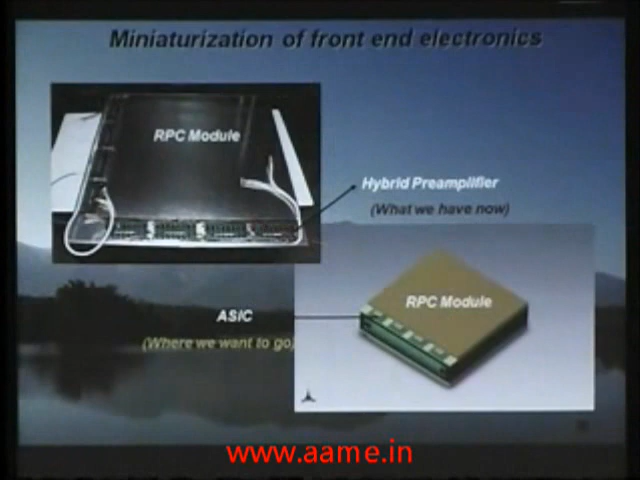 Miniaturization of front end electronics
RPC Module
Hybrid Preamplifier
(What we have now)
RPC Module
ASIC
(Where we want to go)
www.aame.in